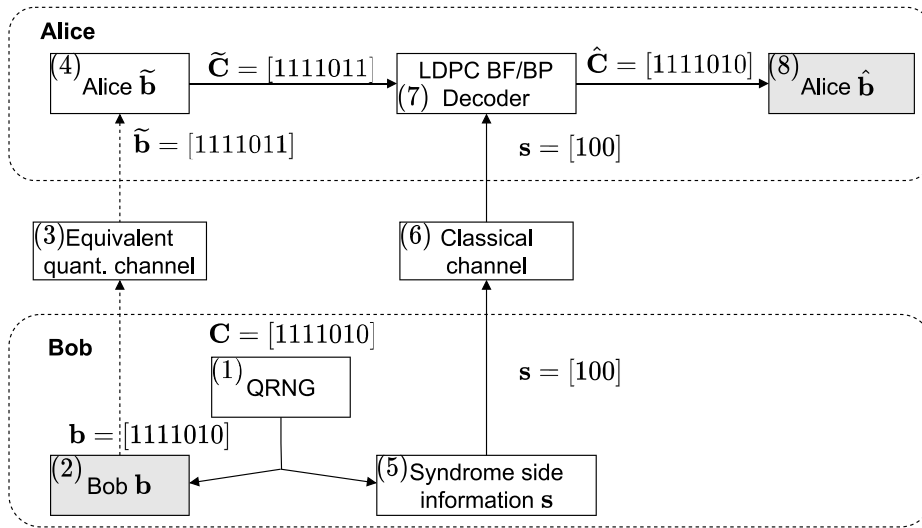 Alice
(4) Alice b̃
C̃ = [1111011]
LDPC BF/BP
(7) Decoder
Ĉ = [1111010]
(8) Alice b̂
b̃ = [1111011]
s = [100]
(3) Equivalent
quant. channel
(6) Classical
channel
Bob
C = [1111010]
(1) QRNG
s = [100]
b = [1111010]
(2) Bob b
(5) Syndrome side
information s